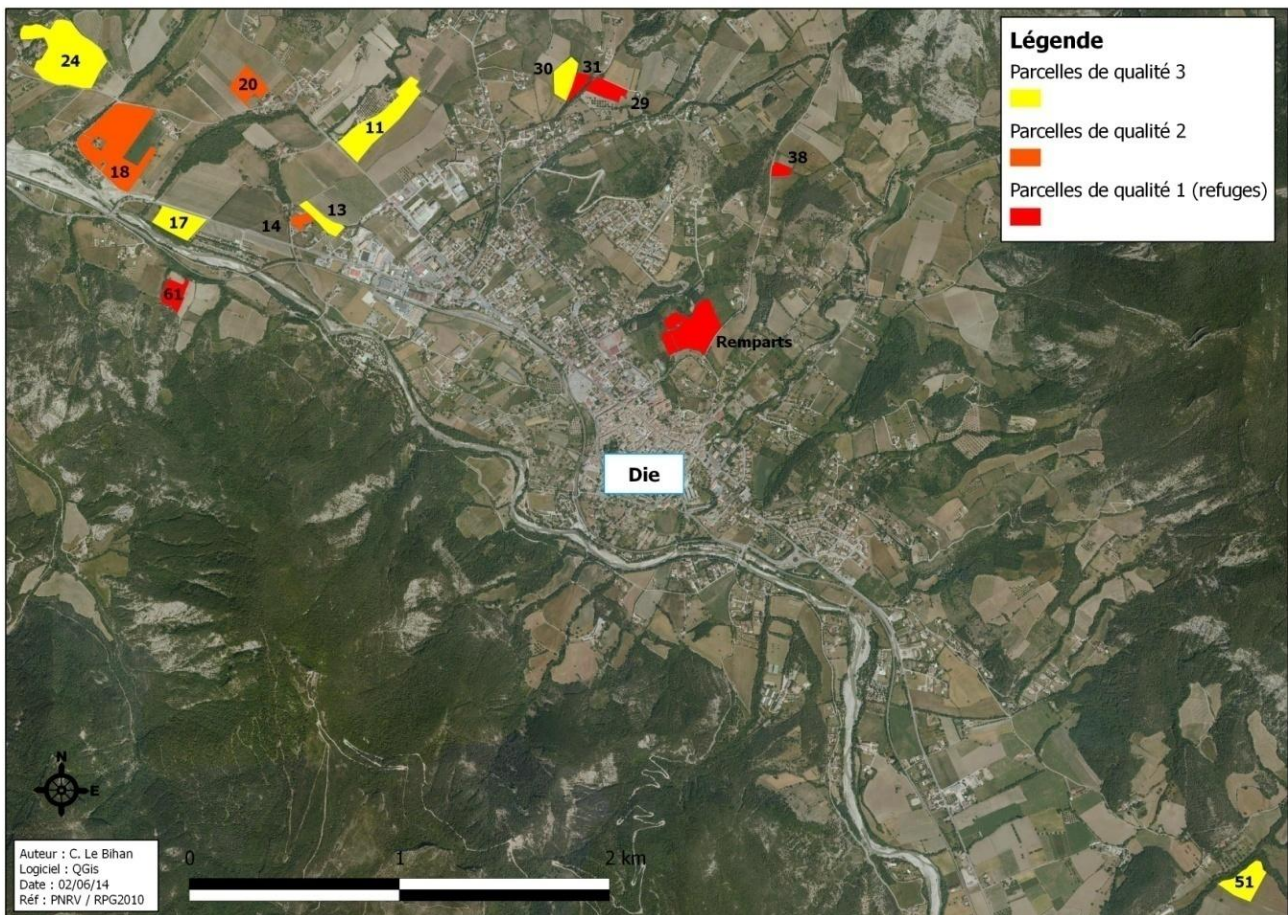 Légende
Parcelles de qualité 3
Parcelles de qualité 2
Parcelles de qualité 1 (refuges)
24
20
30
31
29
11
18
38
17
14
13
61
Remparts
Die
N
E
51
Auteur : C. Le Bihan
Logiciel : QGis
Date : 02/06/14
Réf : PNRV / RPG2010
0
1
2 km